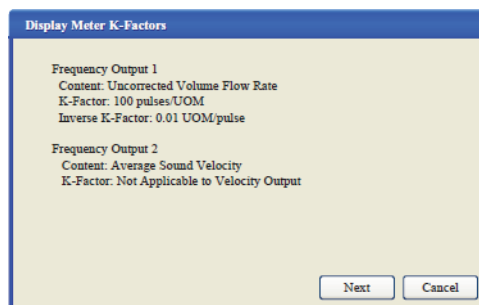 Display Meter K-Factors
Frequency Output 1
Content: Uncorrected Volume Flow Rate
K-Factor: 100 pulses/UOM
Inverse K-Factor: 0.01 UOM/pulse
Frequency Output 2
Content: Average Sound Velocity
K-Factor: Not Applicable to Velocity Output
Next Cancel